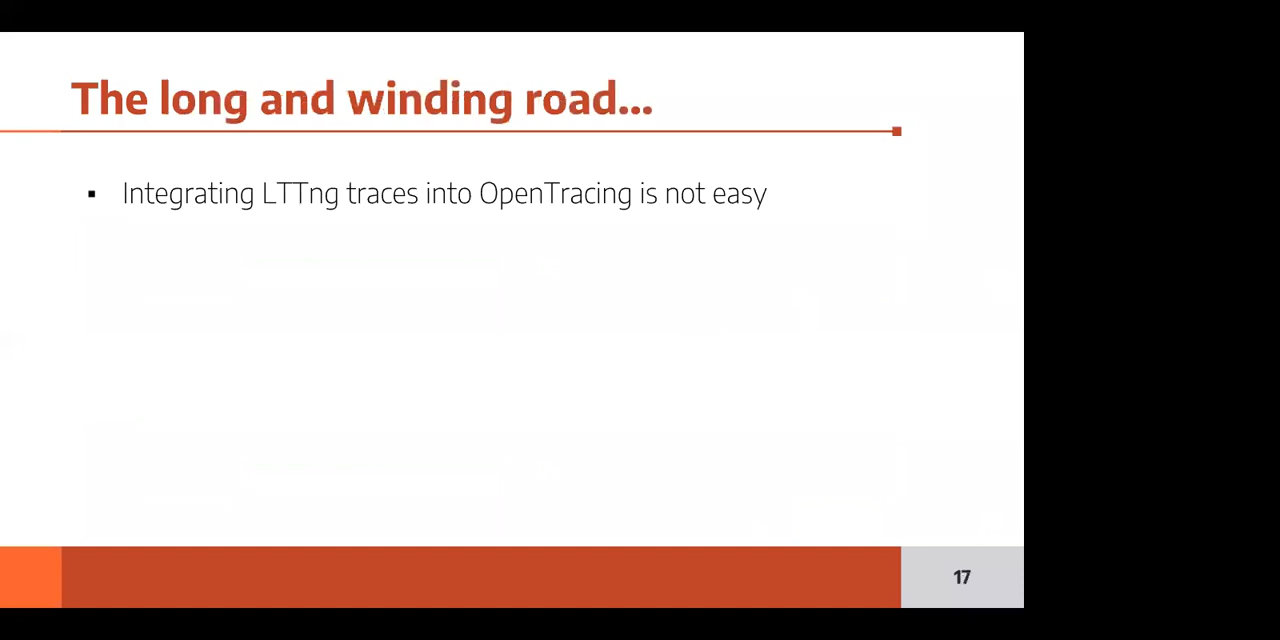 The long and winding road...
▪ Integrating LTTng traces into OpenTracing is not easy
17